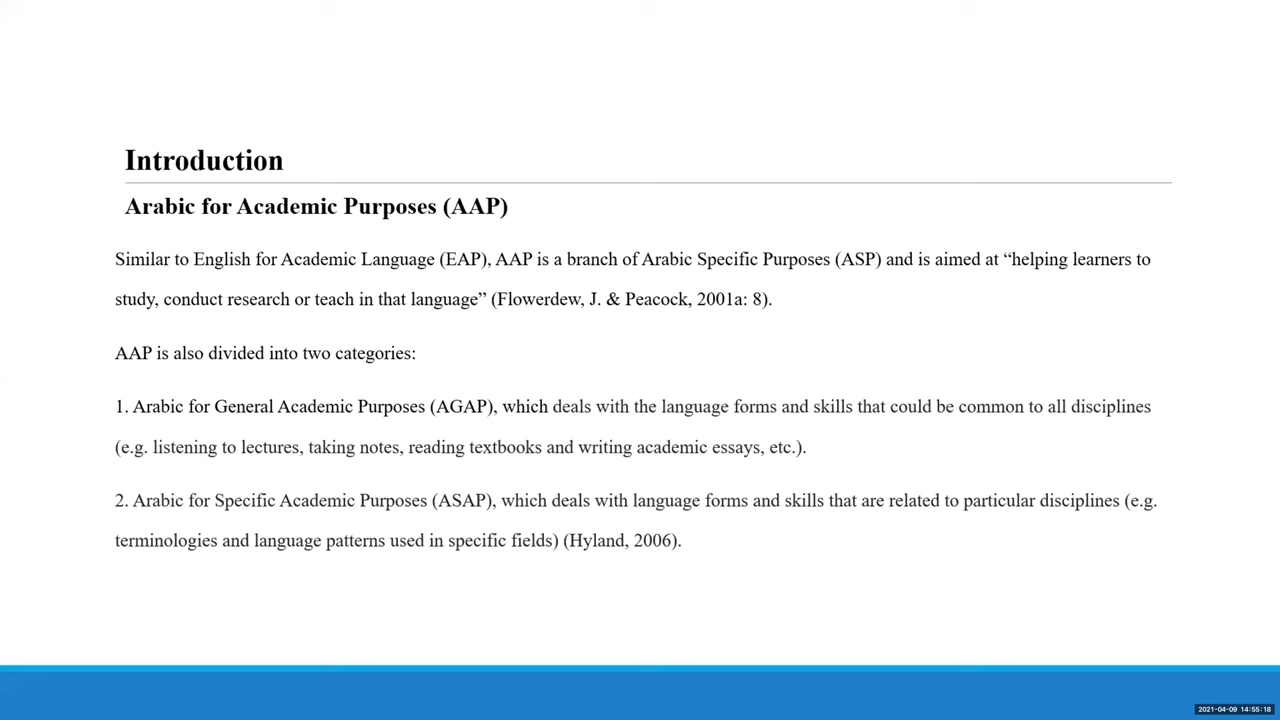 Introduction
Arabic for Academic Purposes (AAP)
Similar to English for Academic Language (EAP), AAP is a branch of Arabic Specific Purposes (ASP) and is aimed at “helping learners to
study, conduct research or teach in that language” (Flowerdew, J. & Peacock, 2001a: 8).
AAP is also divided into two categories:
1. Arabic for General Academic Purposes (AGAP), which deals with the language forms and skills that could be common to all disciplines
(e.g. listening to lectures, taking notes, reading textbooks and writing academic essays, etc.).
2. Arabic for Specific Academic Purposes (ASAP), which deals with language forms and skills that are related to particular disciplines (e.g.
terminologies and language patterns used in specific fields) (Hyland, 2006).
2021-04-09 14:55:18